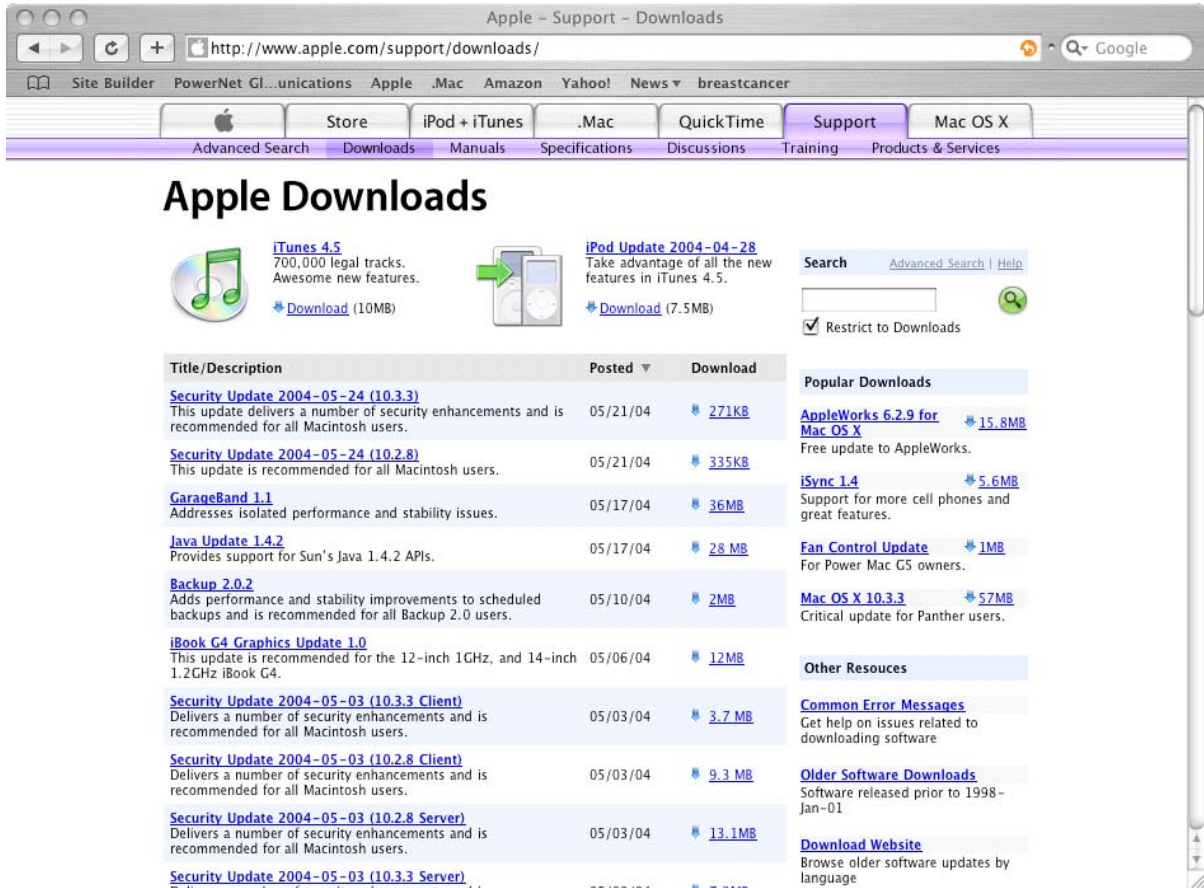 Apple – Support – Downloads
http://www.apple.com/support/downloads/
Google
Site Builder PowerNet Gl...unications Apple .Mac Amazon Yahoo! News breastcancer
Store iPod + iTunes .Mac QuickTime Support Mac OS X
Advanced Search Downloads Manuals Specifications Discussions Training Products & Services
Apple Downloads
iTunes 4.5
700,000 legal tracks.
Awesome new features.
Download (10MB)
iPod Update 2004-04-28
Take advantage of all the new
features in iTunes 4.5.
Download (7.5MB)
Search Advanced Search | Help
Restrict to Downloads
Title/Description Posted Download
Security Update 2004-05-24 (10.3.3)
This update delivers a number of security enhancements and is
recommended for all Macintosh users.
05/21/04 271KB
Security Update 2004-05-24 (10.2.8)
This update is recommended for all Macintosh users.
05/21/04 335KB
GarageBand 1.1
Addresses isolated performance and stability issues.
05/17/04 36MB
Java Update 1.4.2
Provides support for Sun's Java 1.4.2 APIs.
05/17/04 28 MB
Backup 2.0.2
Adds performance and stability improvements to scheduled
backups and is recommended for all Backup 2.0 users.
05/10/04 2MB
iBook G4 Graphics Update 1.0
This update is recommended for the 12-inch 1GHz, and 14-inch
1.2GHz iBook G4.
05/06/04 12MB
Security Update 2004-05-03 (10.3.3 Client)
Delivers a number of security enhancements and is
recommended for all Macintosh users.
05/03/04 3.7 MB
Security Update 2004-05-03 (10.2.8 Client)
Delivers a number of security enhancements and is
recommended for all Macintosh users.
05/03/04 9.3 MB
Security Update 2004-05-03 (10.2.8 Server)
Delivers a number of security enhancements and is
recommended for all Macintosh users.
05/03/04 13.1MB
Security Update 2004-05-03 (10.3.3 Server)
Popular Downloads
AppleWorks 6.2.9 for
Mac OS X
15.8MB
Free update to AppleWorks.
iSync 1.4 5.6MB
Support for more cell phones and
great features.
Fan Control Update 1MB
For Power Mac G5 owners.
Mac OS X 10.3.3 57MB
Critical update for Panther users.
Other Resouces
Common Error Messages
Get help on issues related to
downloading software
Older Software Downloads
Software released prior to 1998-
Jan-01
Download Website
Browse older software updates by
language